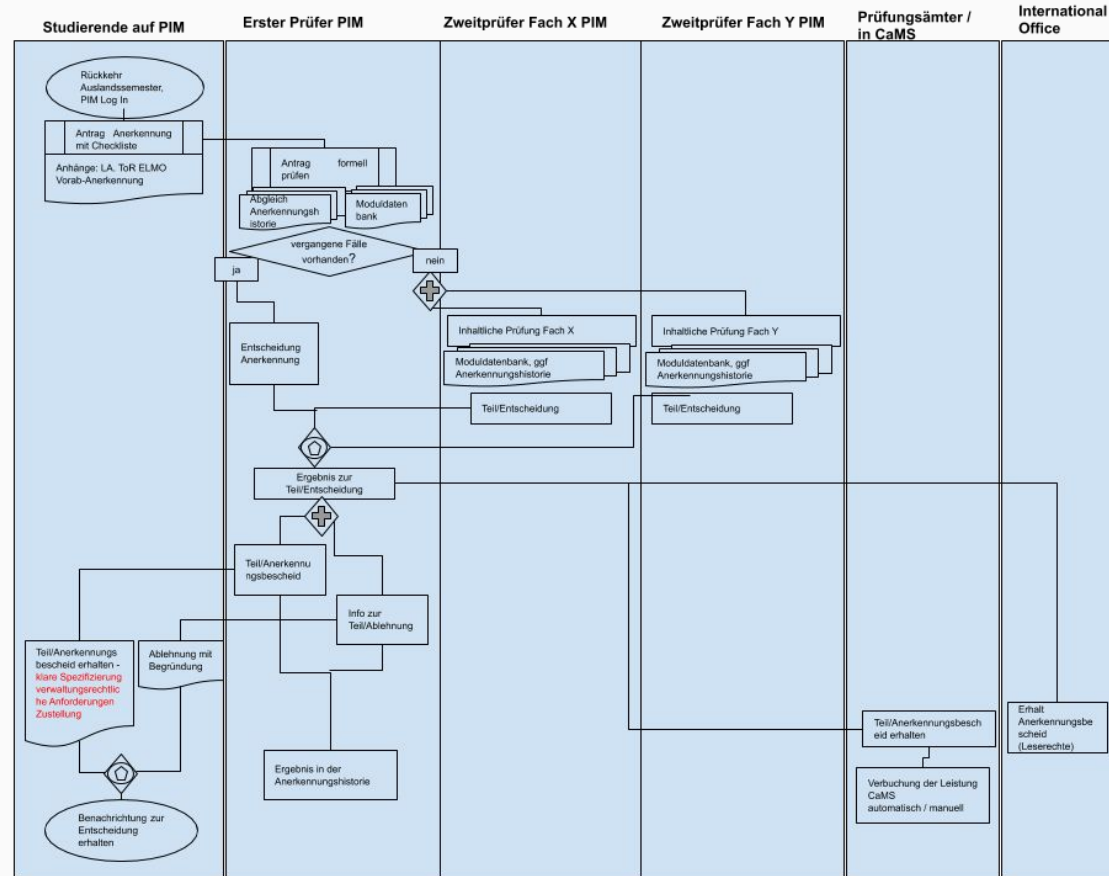 Studierende auf PIM
Erster Prüfer PIM
Zweitprüfer Fach X PIM
Zweitprüfer Fach Y PIM
Prüfungsämter /
in CaMS
International
Office
Rückkehr
Auslandssemester,
PIM Log In
Antrag Anerkennung
mit Checkliste
Anhänge: LA, ToR ELMO
Vorab-Anerkennung
Antrag formell
prüfen
Abgleich
Anerkennungsh
istorie
Moduldaten
bank
vergangene Fälle
vorhanden?
ja
nein
Entscheidung
Anerkennung
Inhaltliche Prüfung Fach X
Moduldatenbank, ggf
Anerkennungshistorie
Teil/Entscheidung
Inhaltliche Prüfung Fach Y
Moduldatenbank, ggf
Anerkennungshistorie
Teil/Entscheidung
Ergebnis zur
Teil/Entscheidung
Teil/Anerkennu
ngsbescheid
Info zur
Teil/Ablehnung
Teil/Anerkennungs
bescheid erhalten -
klare Spezifizierung
verwaltungsrechtlic
he Anforderungen
Zustellung
Ablehnung mit
Begründung
Ergebnis in der
Anerkennungshistorie
Benachrichtung zur
Entscheidung
erhalten
Teil/Anerkennungsbesch
eid erhalten
Verbuchung der Leistung
CaMS
automatisch / manuell
Erhalt
Anerkennungsbe
scheid
(Leserechte)